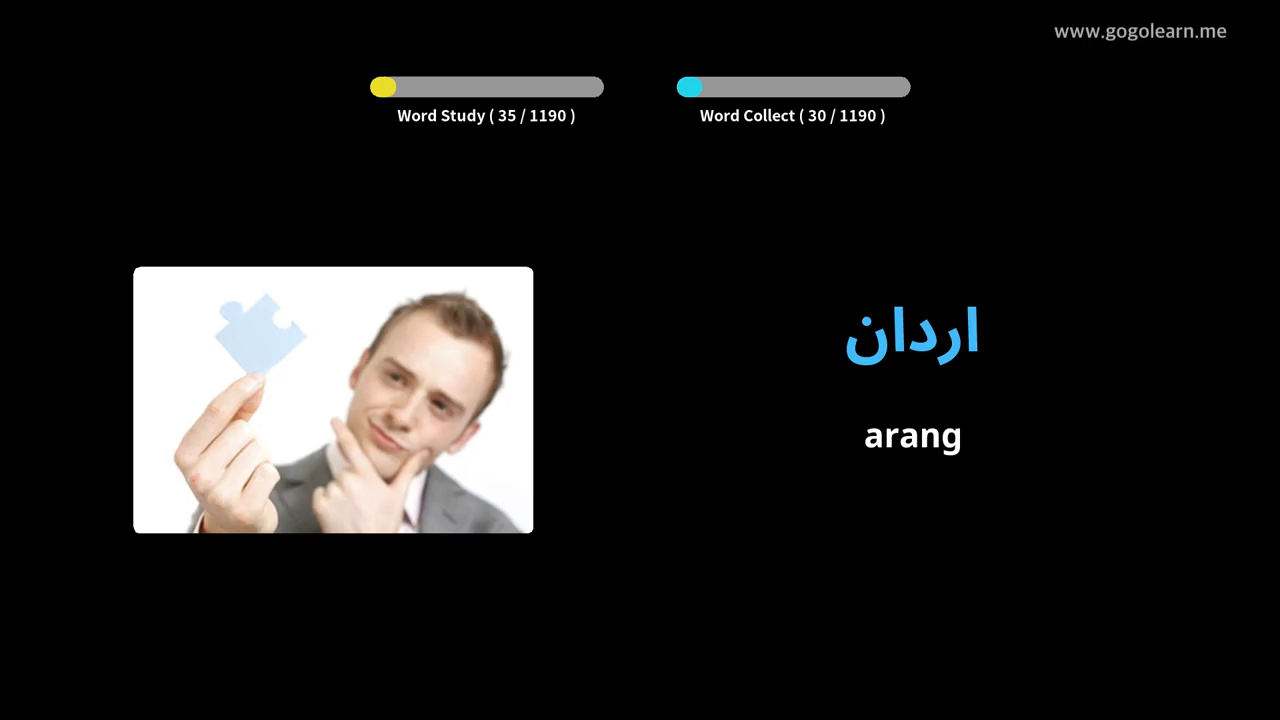 www.gogolearn.me
Word Study ( 35 / 1190 )
Word Collect ( 30 / 1190 )
اردان
arang